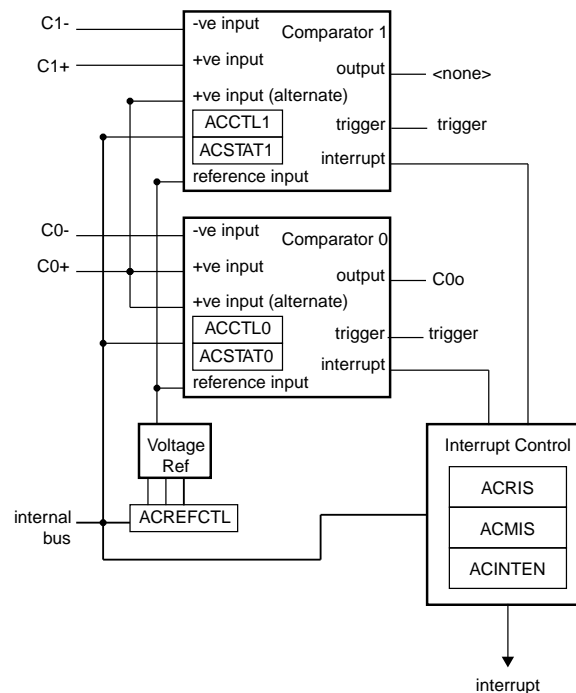 C1-
-ve input
Comparator 1
C1+
+ve input
output
<none>
+ve input (alternate)
ACCTL1
trigger
trigger
ACSTAT1
interrupt
reference input
C0-
-ve input
Comparator 0
C0+
+ve input
output
C0o
+ve input (alternate)
ACCTL0
trigger
trigger
ACSTAT0
interrupt
reference input
Voltage
Ref
Interrupt Control
ACRIS
internal
bus
ACREFCTL
ACMIS
ACINTEN
interrupt